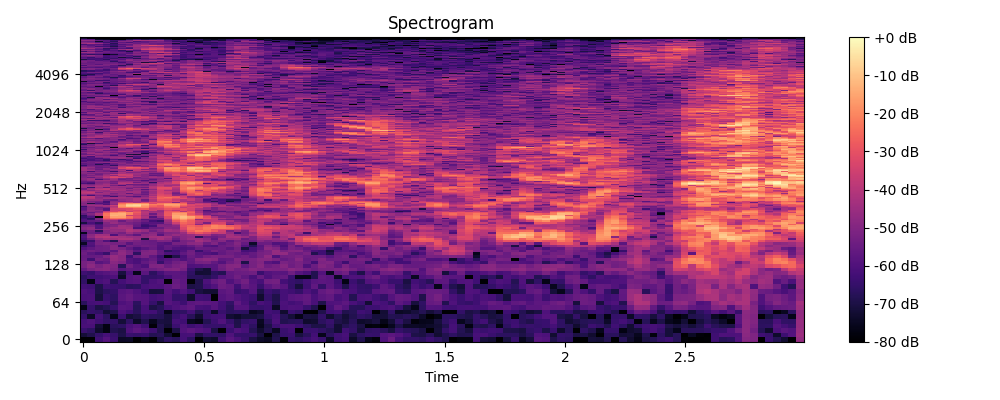 Spectrogram
+0 dB
4096
-10 dB
2048
-20 dB
1024
-30 dB
Hz
512
-40 dB
256
-50 dB
128
-60 dB
64
-70 dB
0
-80 dB
0 0.5 1 1.5 2 2.5
Time